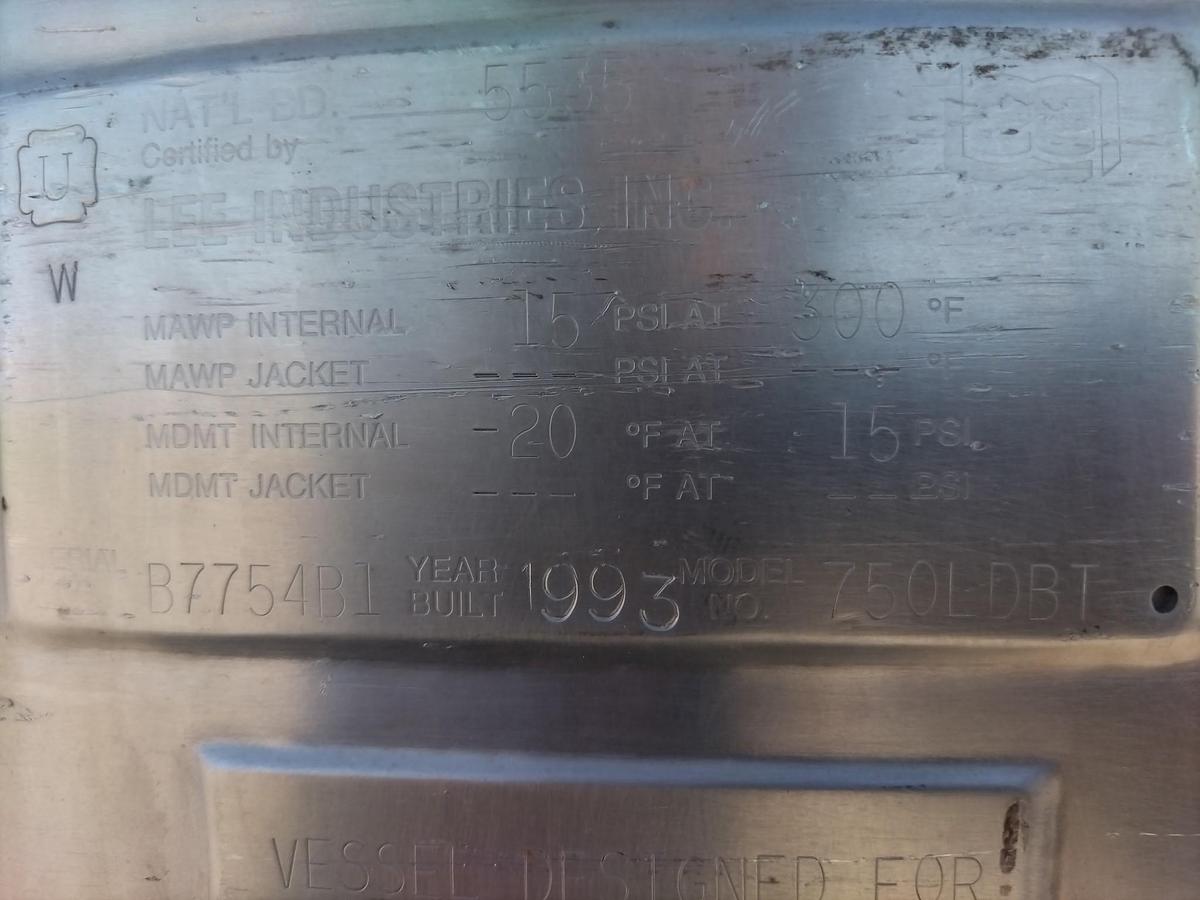 NAT'L BD. 5535
Certified by
U
LEE INDUSTRIES, INC.
W
MAWP INTERNAL 15 PSI AT 300 °F
MAWP JACKET --- PSI AT --- °F
MDMT INTERNAL -20 °F AT 15 PSI
MDMT JACKET --- °F AT -- PSI
SERIAL B7754B1 YEAR BUILT 1993 MODEL NO. 750LDBT
VESSEL DESIGNED FOR